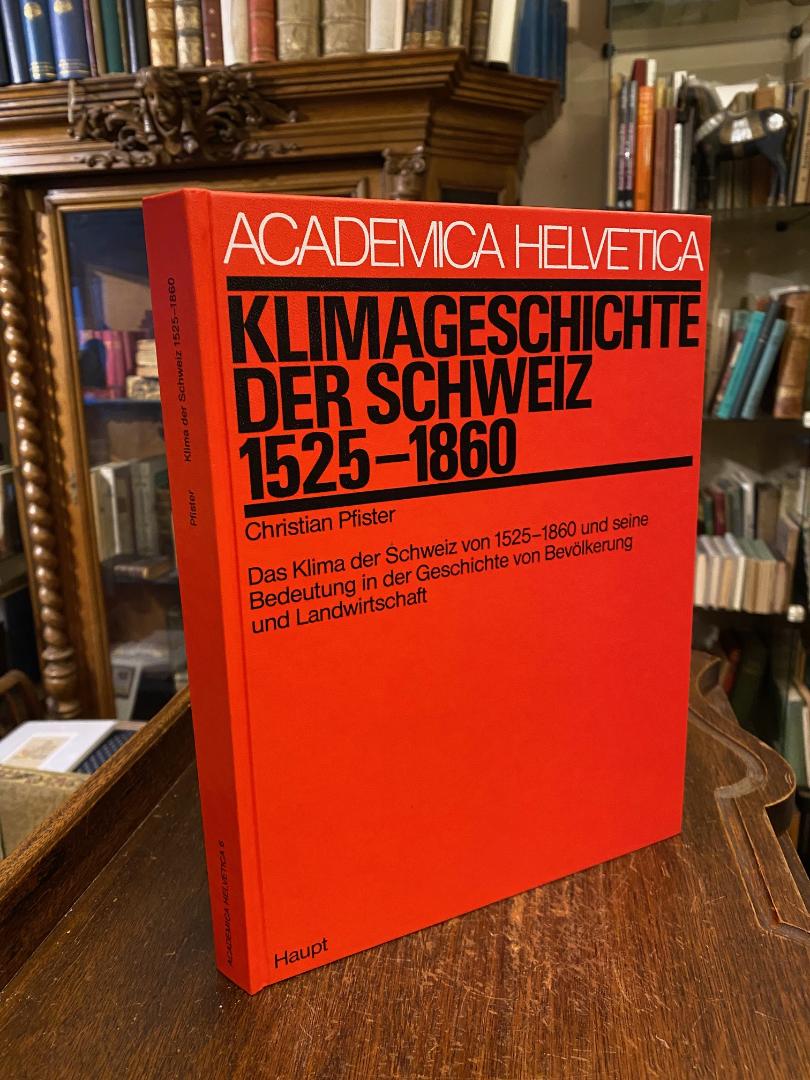 ACADEMICA HELVETICA
KLIMAGESCHICHTE
DER SCHWEIZ
1525–1860
Christian Pfister
Das Klima der Schweiz von 1525–1860 und seine
Bedeutung in der Geschichte von Bevölkerung
und Landwirtschaft
Haupt
Pfister Klima der Schweiz 1525–1860
ACADEMICA HELVETICA 6